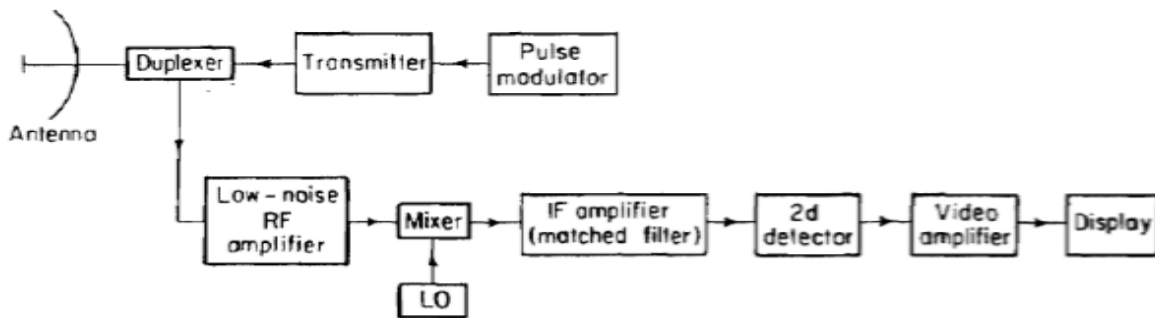 Duplexer
Transmitter
Pulse
modulator
Antenna
Low-noise
RF
amplifier
Mixer
IF amplifier
(matched filter)
2d
detector
Video
amplifier
Display
LO